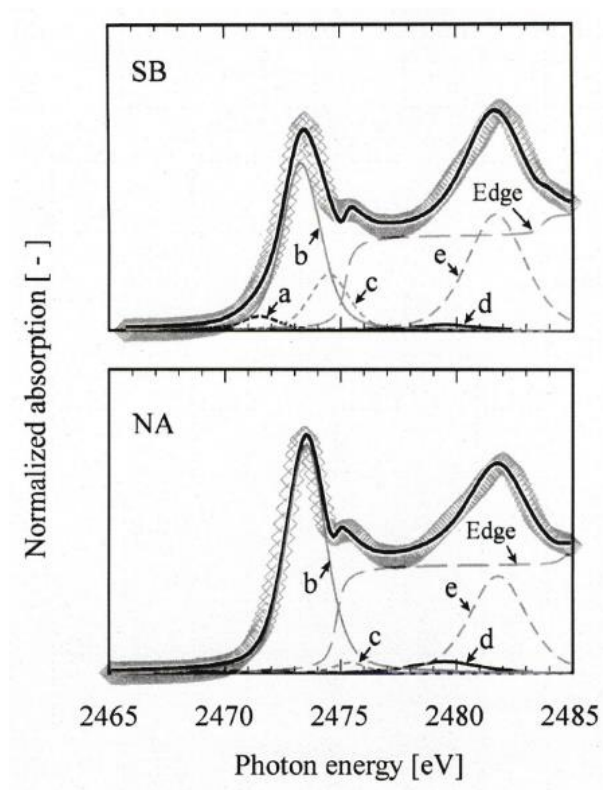 SB
Edge
b
e
c
a
d
NA
Edge
b
e
c
d
2465 2470 2475 2480 2485
Photon energy [eV]
Normalized absorption [ - ]